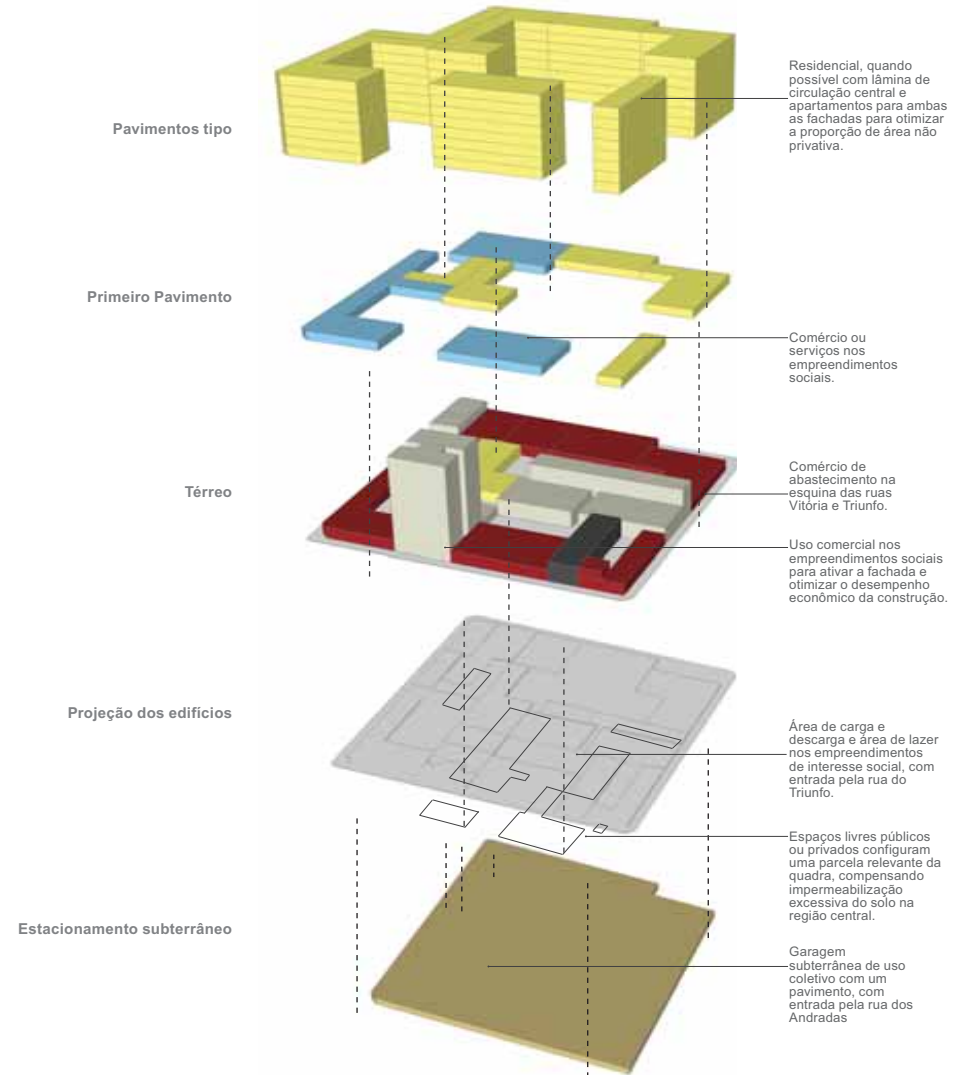 Pavimentos tipo
Residencial, quando
possível com lâmina de
circulação central e
apartamentos para ambas
as fachadas para otimizar
a proporção de área não
privativa.
Primeiro Pavimento
Comércio ou
serviços nos
empreendimentos
sociais.
Térreo
Comércio de
abastecimento na
esquina das ruas
Vitória e Triunfo.
Uso comercial nos
empreendimentos sociais
para ativar a fachada e
otimizar o desempenho
econômico da construção.
Projeção dos edifícios
Área de carga e
descarga e área de lazer
nos empreendimentos
de interesse social, com
entrada pela rua do
Triunfo.
Espaços livres públicos
ou privados configuram
uma parcela relevante da
quadra, compensando
impermeabilização
excessiva do solo na
região central.
Estacionamento subterrâneo
Garagem
subterrânea de uso
coletivo com um
pavimento, com
entrada pela rua dos
Andradas